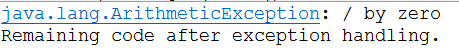 java.lang.ArithmeticException: / by zero
Remaining code after exception handling.